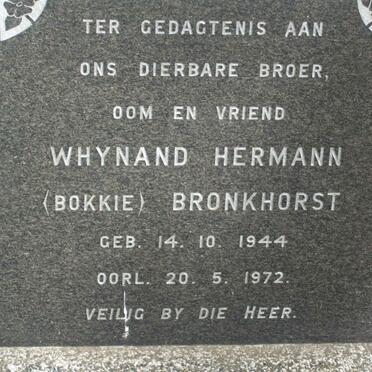 TER GEDAGTENIS AAN
ONS DIERBARE BROER,
OOM EN VRIEND
WHYNAND HERMANN
(BOKKIE) BRONKHORST
GEB. 14. 10. 1944
OORL. 20. 5. 1972.
VEILIG BY DIE HEER.